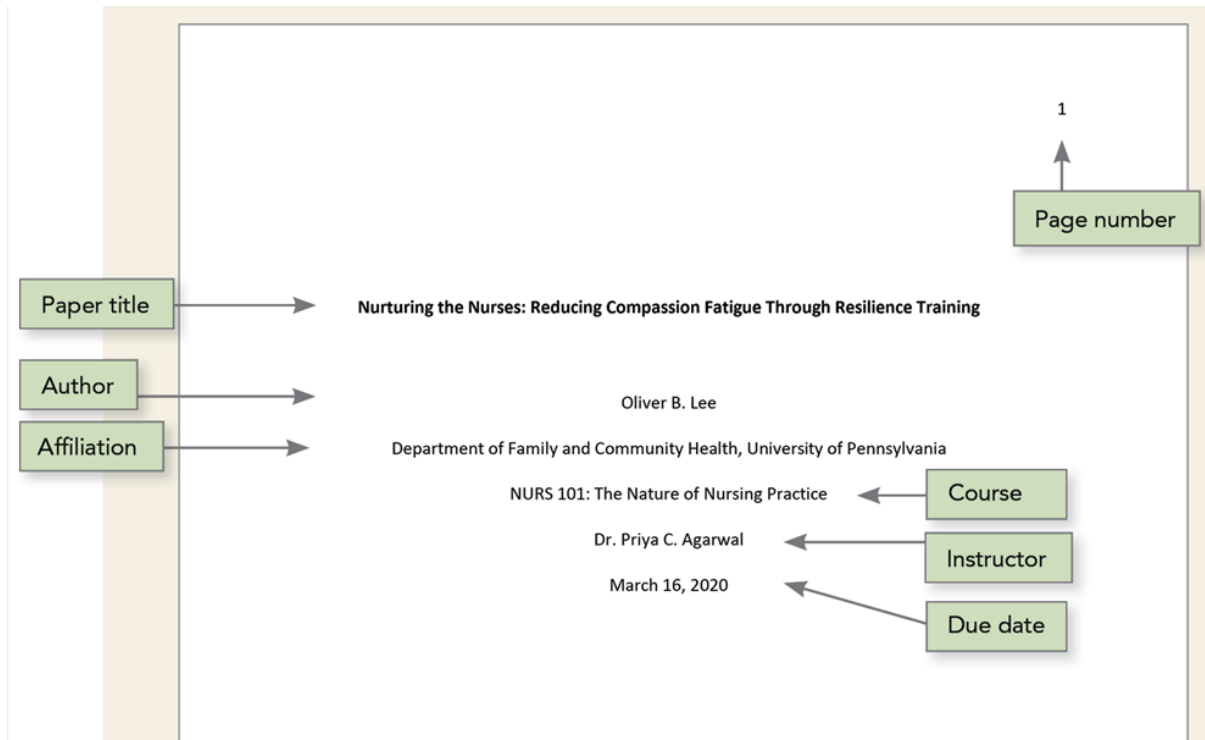 1
Page number
Paper title
Nurturing the Nurses: Reducing Compassion Fatigue Through Resilience Training
Author
Oliver B. Lee
Affiliation
Department of Family and Community Health, University of Pennsylvania
NURS 101: The Nature of Nursing Practice
Course
Dr. Priya C. Agarwal
Instructor
March 16, 2020
Due date